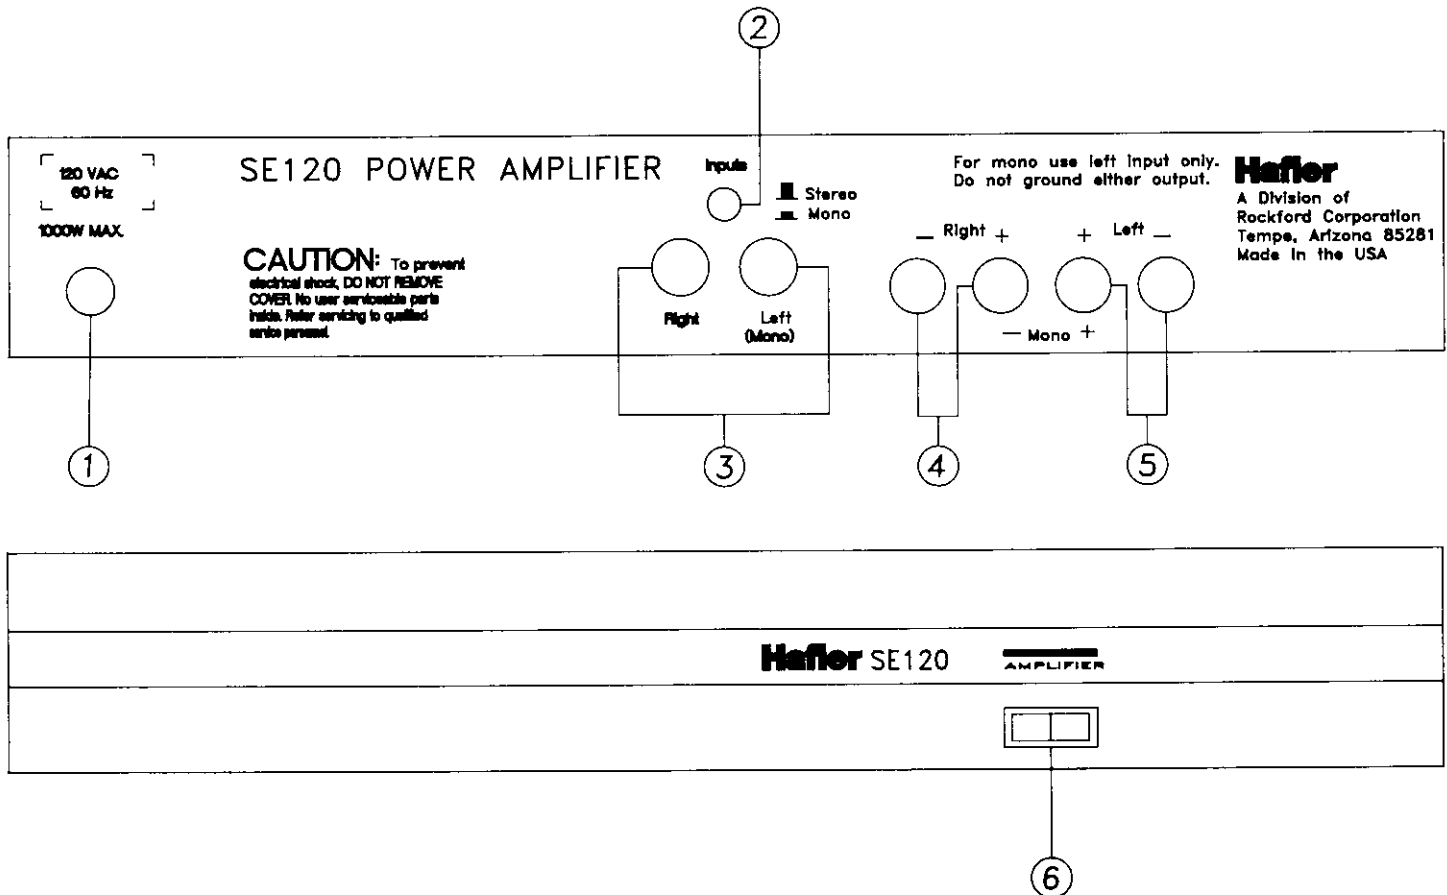 2
120 VAC
60 Hz
1000W MAX.
SE120 POWER AMPLIFIER
CAUTION: To prevent
electrical shock, DO NOT REMOVE
COVER. No user serviceable parts
inside. Refer servicing to qualified
service personnel.
Inputs
Stereo
Mono
Right
Left
(Mono)
For mono use left input only.
Do not ground either output.
— Right +
+ Left —
— Mono +
Hafler
A Division of
Rockford Corporation
Tempe, Arizona 85281
Made in the USA
1
3
4
5
Hafler SE120
AMPLIFIER
6